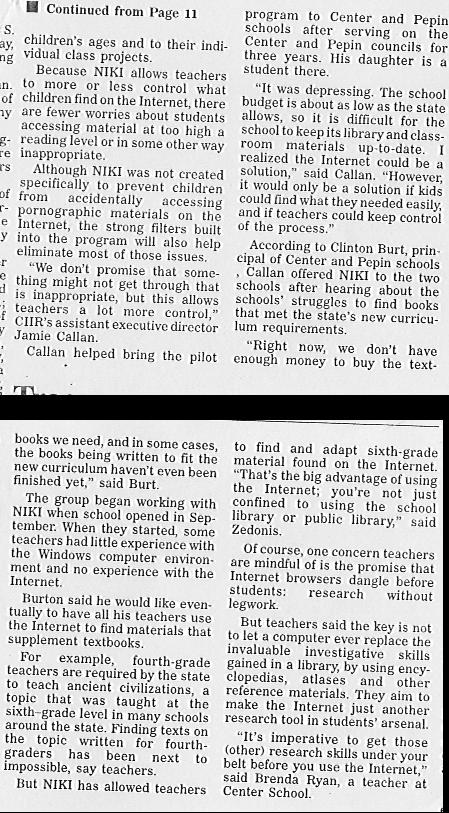 Continued from Page 11
children's ages and to their indi-
vidual class projects.
Because NIKI allows teachers
to more or less control what
children find on the Internet, there
are fewer worries about students
accessing material at too high a
reading level or in some other way
inappropriate.
Although NIKI was not created
specifically to prevent children
from accidentally accessing
pornographic materials on the
Internet, the strong filters built
into the program will also help
eliminate most of those issues.
"We don't promise that some-
thing might not get through that
is inappropriate, but this allows
teachers a lot more control,"
CIIR's assistant executive director
Jamie Callan.
Callan helped bring the pilot
program to Center and Pepin
schools after serving on the
Center and Pepin councils for
three years. His daughter is a
student there.
"It was depressing. The school
budget is about as low as the state
allows, so it is difficult for the
school to keep its library and class-
room materials up-to-date. I
realized the Internet could be a
solution," said Callan. "However,
it would only be a solution if kids
could find what they needed easily,
and if teachers could keep control
of the process."
According to Clinton Burt, prin-
cipal of Center and Pepin schools
, Callan offered NIKI to the two
schools after hearing about the
schools' struggles to find books
that met the state's new curricu-
lum requirements.
"Right now, we don't have
enough money to buy the text-
books we need, and in some cases,
the books being written to fit the
new curriculum haven't even been
finished yet," said Burt.
The group began working with
NIKI when school opened in Sep-
tember. When they started, some
teachers had little experience with
the Windows computer environ-
ment and no experience with the
Internet.
Burton said he would like even-
tually to have all his teachers use
the Internet to find materials that
supplement textbooks.
For example, fourth-grade
teachers are required by the state
to teach ancient civilizations, a
topic that was taught at the
sixth-grade level in many schools
around the state. Finding texts on
the topic written for fourth-
graders has been next to
impossible, say teachers.
But NIKI has allowed teachers
to find and adapt sixth-grade
material found on the Internet.
"That's the big advantage of using
the Internet; you're not just
confined to using the school
library or public library," said
Zedonis.
Of course, one concern teachers
are mindful of is the promise that
Internet browsers dangle before
students: research without
legwork.
But teachers said the key is not
to let a computer ever replace the
invaluable investigative skills
gained in a library, by using ency-
clopedias, atlases and other
reference materials. They aim to
make the Internet just another
research tool in students' arsenal.
"It's imperative to get those
(other) research skills under your
belt before you use the Internet,"
said Brenda Ryan, a teacher at
Center School.